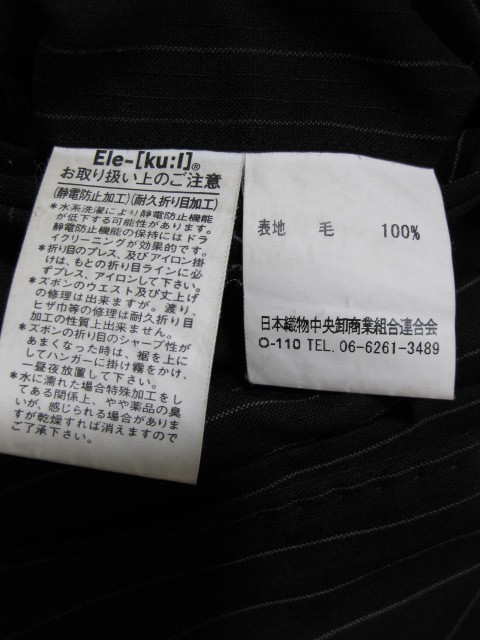 Ele-[ku:l]®
お取り扱い上のご注意
(静電防止加工)(耐久折り目加工)
*水系洗濯により静電防止機能
が低下する可能性があります。
静電防止機能の保持にはドラ
イクリーニングが効果的です。
*折り目のプレス、及びアイロン掛
けは、もとの折り目ラインに必
ずプレス、アイロンして下さい。
*ズボンのウエスト及び丈上げ
の修理は出来ますが。渡り、
ヒザ巾等の修理は耐久折り目
加工の性質上出来ません。
*ズボンの折り目のシャープ性が
あまくなった時は、裾を上に
してハンガーに掛け霧をかけ、
一昼夜放置して下さい。
*水に濡れた場合特殊加工をし
てある関係上、やや薬品の臭
いが、感じられる場合がありま
すが乾燥すれば消えますので
ご了承下さい。
表地 毛 100%
日本織物中央卸商業組合連合会
O-110 TEL. 06-6261-3489